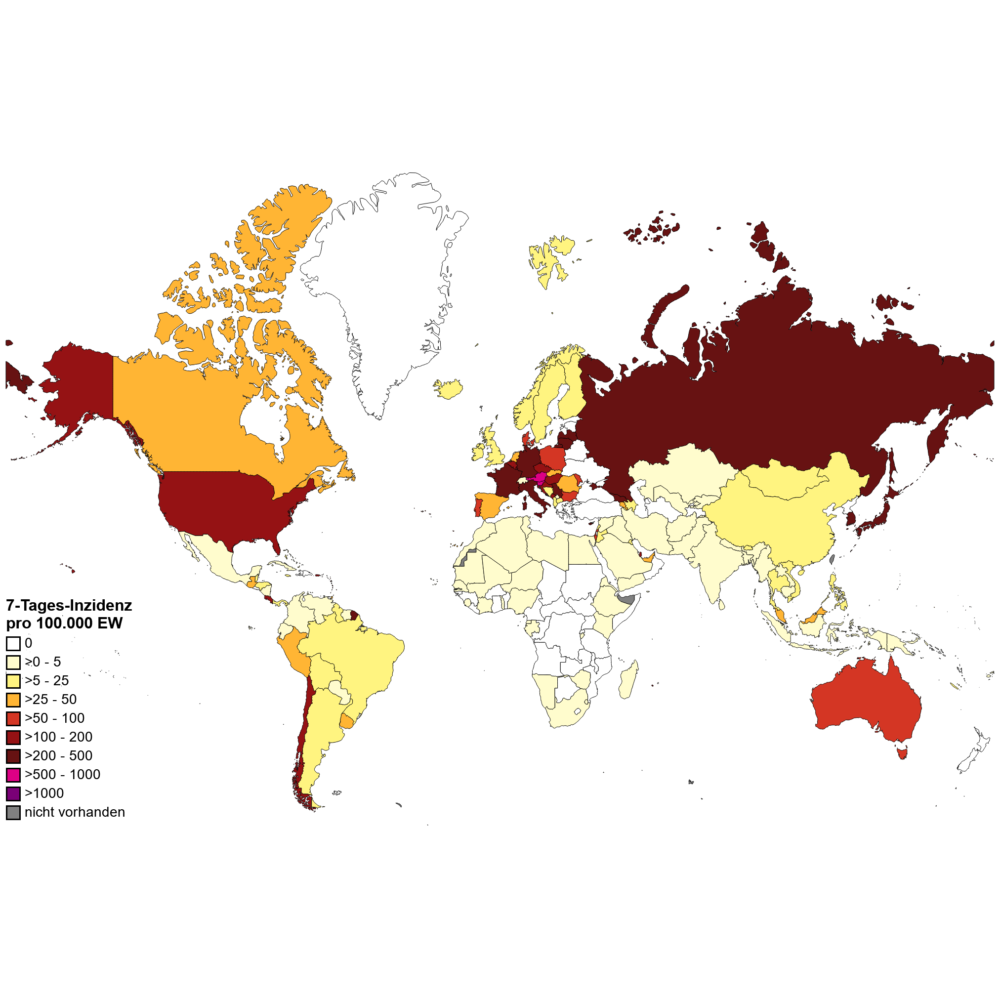 7-Tages-Inzidenz
pro 100.000 EW
0
>0 - 5
>5 - 25
>25 - 50
>50 - 100
>100 - 200
>200 - 500
>500 - 1000
>1000
nicht vorhanden